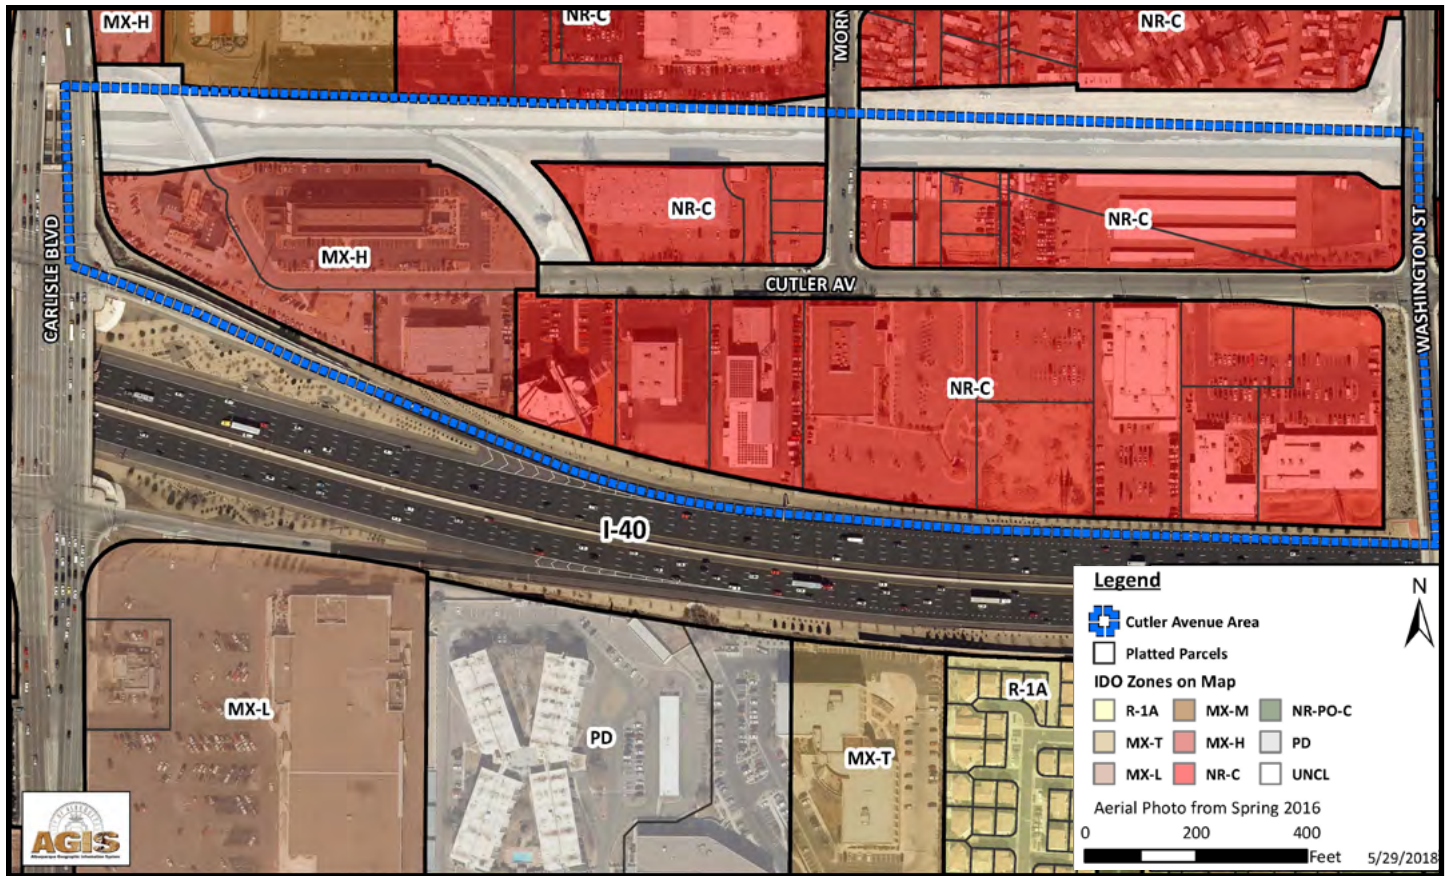 MX-H
NR-C
MORN
NR-C
CARLISLE BLVD
MX-H
NR-C
NR-C
WASHINGTON ST
CUTLER AV
NR-C
I-40
MX-L
PD
MX-T
R-1A
AGIS
Albuquerque Geographic Information System
Legend
N
Cutler Avenue Area
Platted Parcels
IDO Zones on Map
R-1A MX-M NR-PO-C
MX-T MX-H PD
MX-L NR-C UNCL
Aerial Photo from Spring 2016
0 200 400
Feet 5/29/2018